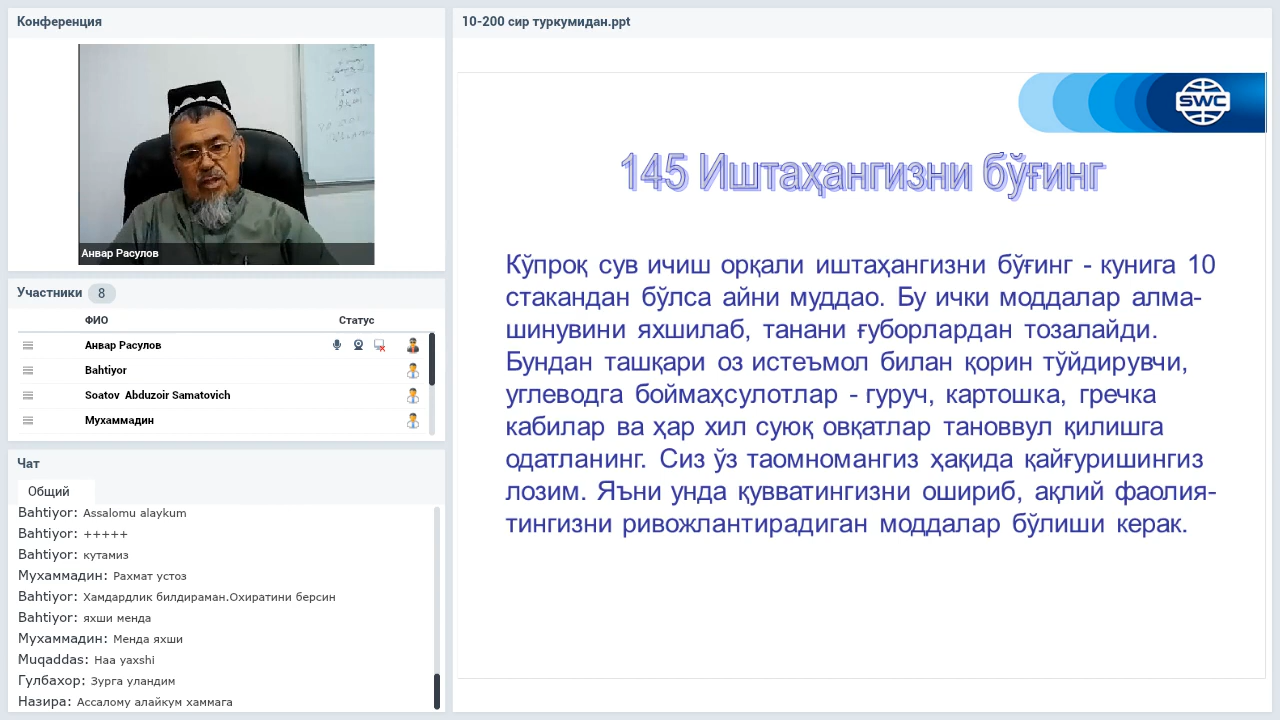 Конференция
Анвар Расулов
Участники 8
ФИО Статус
Анвар Расулов
Bahtiyor
Soatov Abduzoir Samatovich
Мухаммадин
Чат
Общий
Bahtiyor: Assalomu alaykum
Bahtiyor: +++++
Bahtiyor: кутамиз
Мухаммадин: Рахмат устоз
Bahtiyor: Хамдардлик билдираман.Охиратини берсин
Bahtiyor: яхши менда
Мухаммадин: Менда яхши
Muqaddas: Haa yaxshi
Гулбахор: Зурга уландим
Назира: Ассалому алайкум хаммага
10-200 сир туркумидан.ppt
SWC
145 Иштаҳангизни бўғинг
Кўпроқ сув ичиш орқали иштаҳангизни бўғинг - кунига 10
стакандан бўлса айни муддао. Бу ички моддалар алма-
шинувини яхшилаб, танани ғуборлардан тозалайди.
Бундан ташқари оз истеъмол билан қорин тўйдирувчи,
углеводга боймаҳсулотлар - гуруч, картошка, гречка
кабилар ва ҳар хил суюқ овқатлар тановвул қилишга
одатланинг. Сиз ўз таомномангиз ҳақида қайғуришингиз
лозим. Яъни унда қувватингизни ошириб, ақлий фаолия-
тингизни ривожлантирадиган моддалар бўлиши керак.